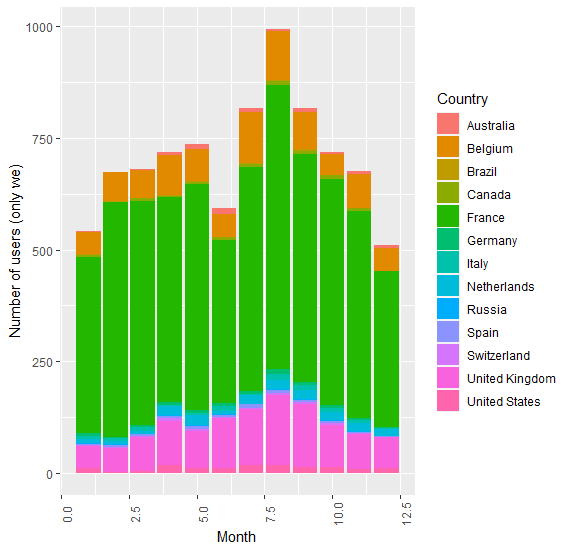 Number of users (only we)
1000
750
500
250
0
0.0
2.5
5.0
7.5
10.0
12.5
Month
Country
Australia
Belgium
Brazil
Canada
France
Germany
Italy
Netherlands
Russia
Spain
Switzerland
United Kingdom
United States